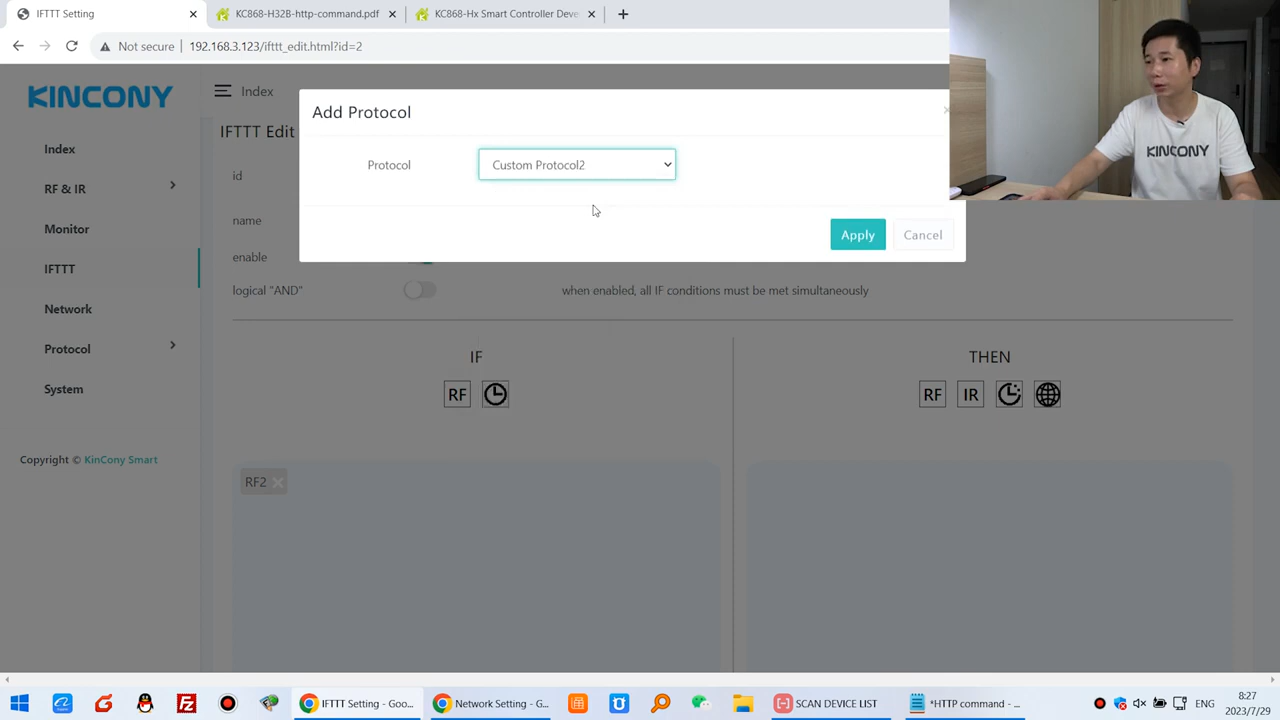 IFTTT Setting
KC868-H32B-http-command.pdf
KC868-Hx Smart Controller Deve
Not secure
192.168.3.123/ifttt_edit.html?id=2
KINCONY
Index
Add Protocol
Protocol
Custom Protocol2
Apply
Cancel
KINCONY
IFTTT Edit
id
name
enable
logical "AND"
when enabled, all IF conditions must be met simultaneously
Index
RF & IR
Monitor
IFTTT
Network
Protocol
System
Copyright © KinCony Smart
IF
RF
THEN
RF
IR
RF2
IFTTT Setting - Goo...
Network Setting - G...
SCAN DEVICE LIST
*HTTP command - ...
ENG
8:27
2023/7/29